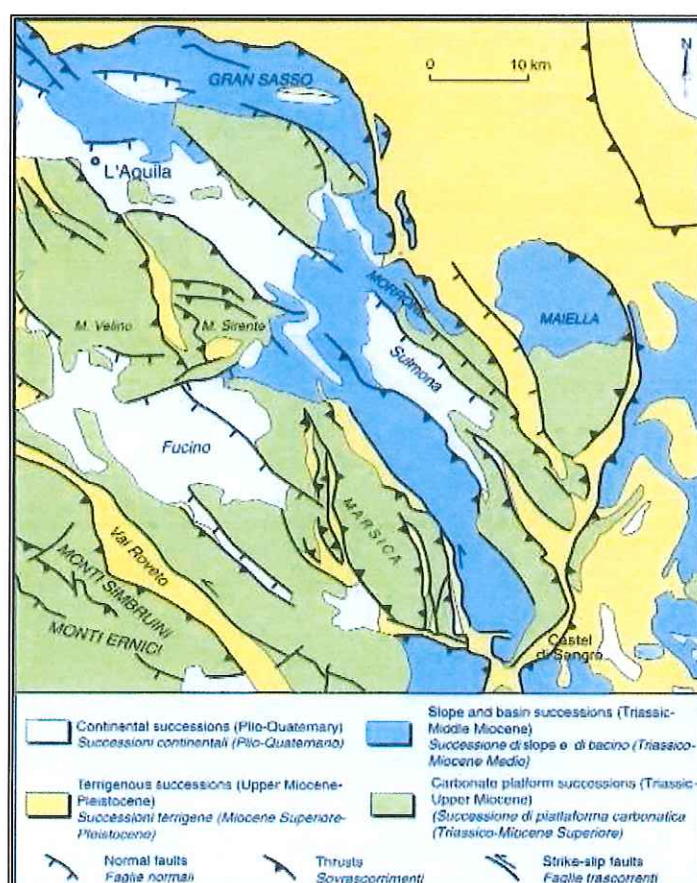 GRAN SASSO
0 10 km
N
L'Aquila
MORRONE
MAIELLA
M. Velino
M. Sirente
Sulmona
Fucino
MARSICA
Val Roveto
MONTI SIMBRUINI
MONTI ERNICI
Castel
di Sangro
Continental successions (Plio-Quaternary)
Successioni continentali (Plio-Quaternario)
Slope and basin successions (Triassic-
Middle Miocene)
Successione di slope e di bacino (Triassico-
Miocene Medio)
Terrigenous successions (Upper Miocene-
Pleistocene)
Successioni terrigene (Miocene Superiore-
Pleistocene)
Carbonate platform successions (Triassic-
Upper Miocene)
(Successione di piattaforma carbonatica
(Triassico-Miocene Superiore)
Normal faults
Faglie normali
Thrusts
Sovrascorrimenti
Strike-slip faults
Faglie trascorrenti